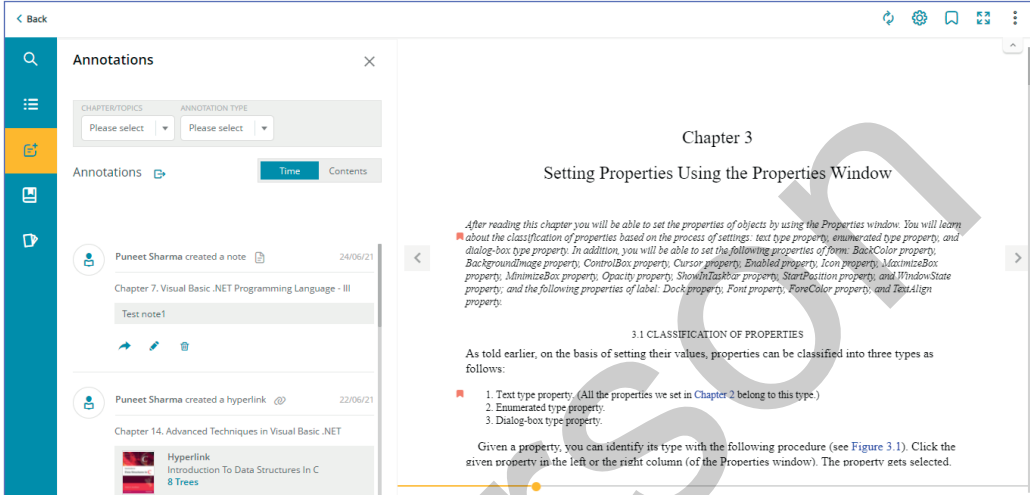 Back
Annotations
CHAPTER/TOPICS ANNOTATION TYPE
Please select Please select
Annotations Time Contents
Puneet Sharma created a note 24/06/21
Chapter 7. Visual Basic .NET Programming Language - III
Test note1
Puneet Sharma created a hyperlink 22/06/21
Chapter 14. Advanced Techniques in Visual Basic .NET
Hyperlink
Introduction To Data Structures In C
8 Trees
Chapter 3
Setting Properties Using the Properties Window
After reading this chapter you will be able to set the properties of objects by using the Properties window. You will learn
about the classification of properties based on the process of settings: text type property, enumerated type property, and
dialog-box type property. In addition, you will be able to set the following properties of form: BackColor property,
BackgroundImage property, ControlBox property, Cursor property, Enabled property, Icon property, MaximizeBox
property, MinimizeBox property, Opacity property, ShowInTaskbar property, StartPosition property, and WindowState
property; and the following properties of label: Dock property, Font property, ForeColor property, and TextAlign
property.
3.1 CLASSIFICATION OF PROPERTIES
As told earlier, on the basis of setting their values, properties can be classified into three types as
follows:
1. Text type property. (All the properties we set in Chapter 2 belong to this type.)
2. Enumerated type property.
3. Dialog-box type property.
Given a property, you can identify its type with the following procedure (see Figure 3.1). Click the
given property in the left or the right column (of the Properties window). The property gets selected.